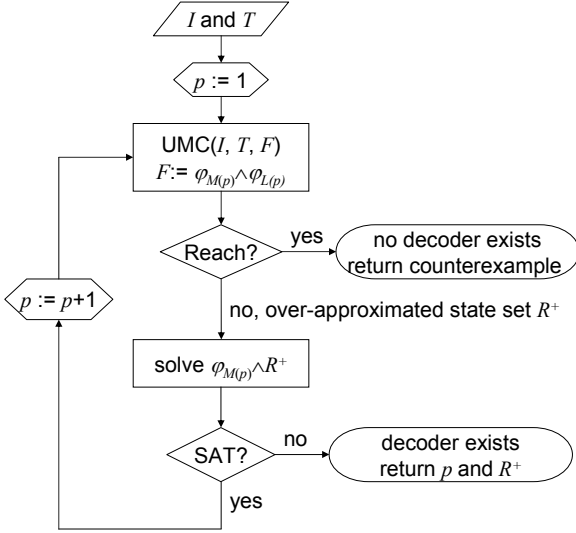 I and T
p := 1
UMC(I, T, F)
F:= φM(p)∧φL(p)
Reach?
yes
no decoder exists
return counterexample
p := p+1
no, over-approximated state set R⁺
solve φM(p)∧R⁺
SAT?
no
decoder exists
return p and R⁺
yes